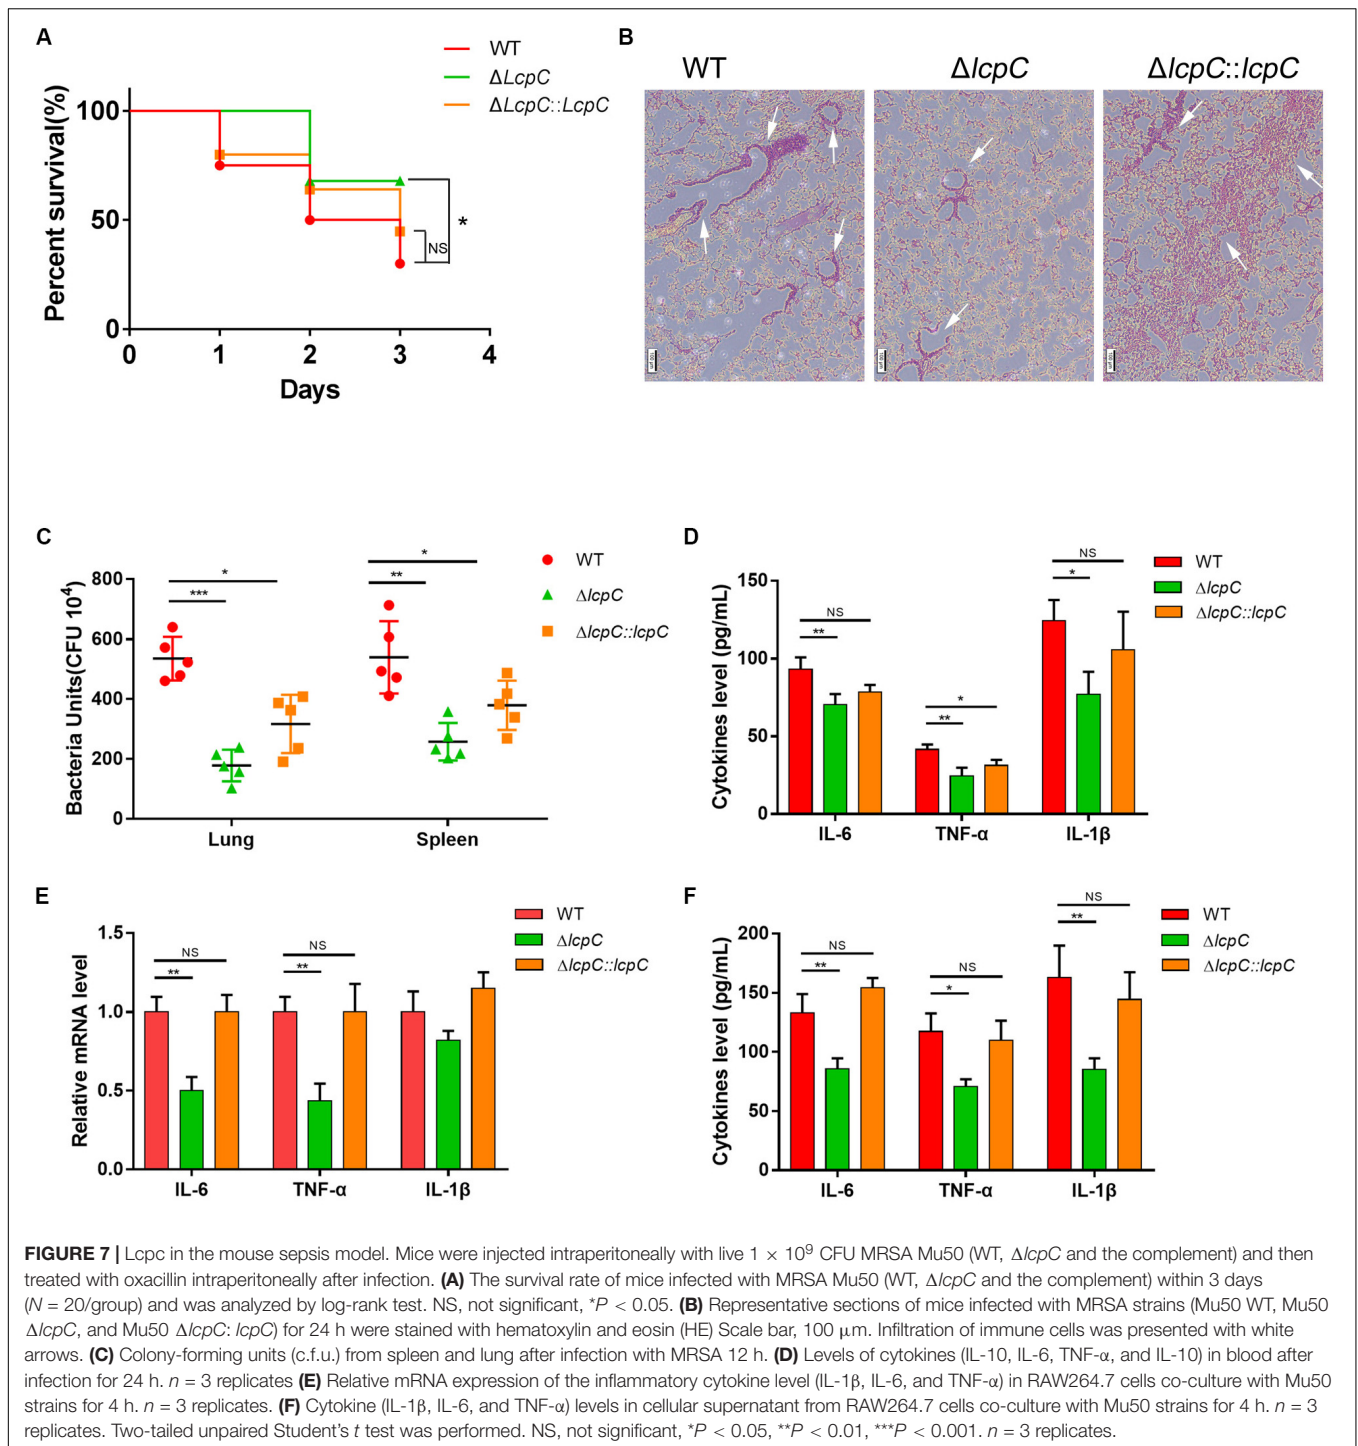 A
WT
ΔLcpC
ΔLcpC::LcpC
Percent survival(%)
100
50
0
*
NS
0 1 2 3 4
Days
B
WT ΔlcpC ΔlcpC::lcpC
100 μm 100 μm 100 μm
C
WT
ΔlcpC
ΔlcpC::lcpC
Bacteria Units(CFU 10⁴)
800
600
400
200
0
*
***
*
**
Lung Spleen
D
WT
ΔlcpC
ΔlcpC::lcpC
Cytokines level (pg/mL)
150
100
50
0
NS
**
*
**
NS
*
IL-6 TNF-α IL-1β
E
WT
ΔlcpC
ΔlcpC::lcpC
Relative mRNA level
1.5
1.0
0.5
0.0
NS
**
NS
**
IL-6 TNF-α IL-1β
F
WT
ΔlcpC
ΔlcpC::lcpC
Cytokines level (pg/mL)
200
150
100
50
0
NS
**
NS
*
NS
**
IL-6 TNF-α IL-1β
FIGURE 7 | Lcpc in the mouse sepsis model. Mice were injected intraperitoneally with live 1 × 10⁹ CFU MRSA Mu50 (WT, ΔlcpC and the complement) and then
treated with oxacillin intraperitoneally after infection. (A) The survival rate of mice infected with MRSA Mu50 (WT, ΔlcpC and the complement) within 3 days
(N = 20/group) and was analyzed by log-rank test. NS, not significant, *P < 0.05. (B) Representative sections of mice infected with MRSA strains (Mu50 WT, Mu50
ΔlcpC, and Mu50 ΔlcpC: lcpC) for 24 h were stained with hematoxylin and eosin (HE) Scale bar, 100 μm. Infiltration of immune cells was presented with white
arrows. (C) Colony-forming units (c.f.u.) from spleen and lung after infection with MRSA 12 h. (D) Levels of cytokines (IL-10, IL-6, TNF-α, and IL-10) in blood after
infection for 24 h. n = 3 replicates (E) Relative mRNA expression of the inflammatory cytokine level (IL-1β, IL-6, and TNF-α) in RAW264.7 cells co-culture with Mu50
strains for 4 h. n = 3 replicates. (F) Cytokine (IL-1β, IL-6, and TNF-α) levels in cellular supernatant from RAW264.7 cells co-culture with Mu50 strains for 4 h. n = 3
replicates. Two-tailed unpaired Student's t test was performed. NS, not significant, *P < 0.05, **P < 0.01, ***P < 0.001. n = 3 replicates.